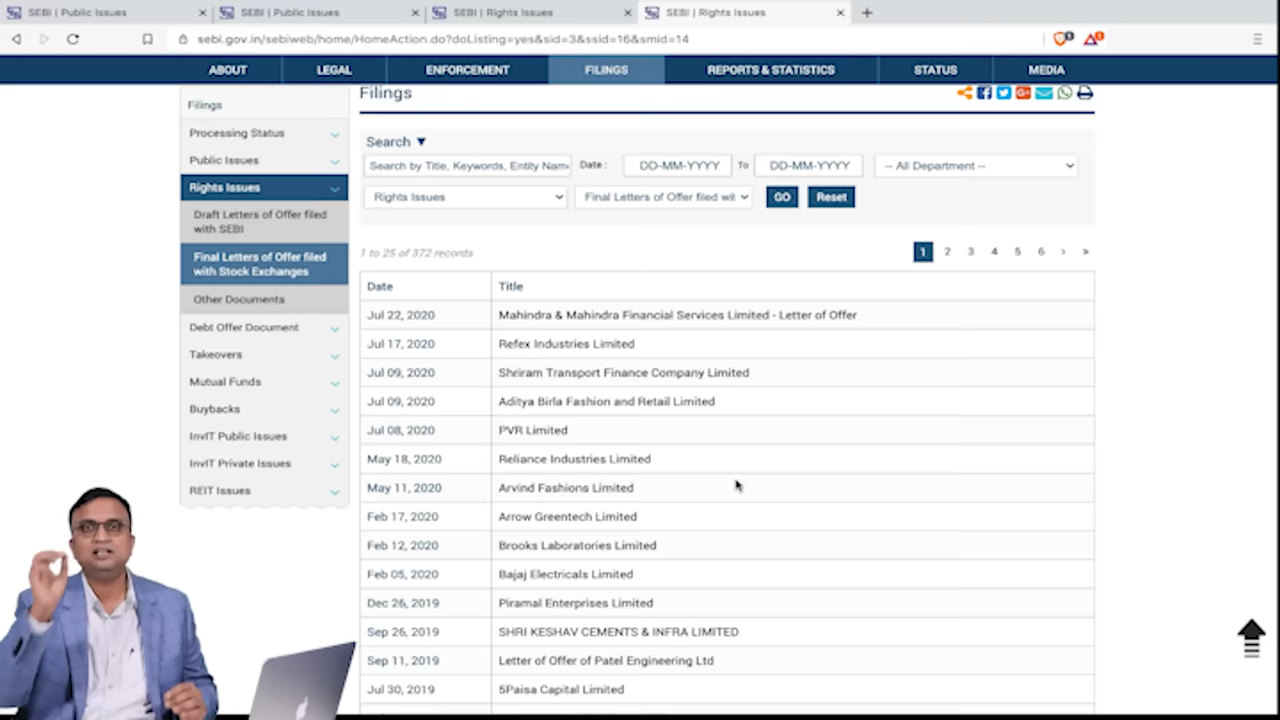 SEBI | Public Issues
SEBI | Public Issues
SEBI | Rights Issues
SEBI | Rights Issues
sebi.gov.in/sebiweb/home/HomeAction.do?doListing=yes&sid=3&ssid=16&smid=14
ABOUT LEGAL ENFORCEMENT FILINGS REPORTS & STATISTICS STATUS MEDIA
Filings
Processing Status
Public Issues
Rights Issues
Draft Letters of Offer filed
with SEBI
Final Letters of Offer filed
with Stock Exchanges
Other Documents
Debt Offer Document
Takeovers
Mutual Funds
Buybacks
InvIT Public Issues
InvIT Private Issues
REIT Issues
Filings
Search ▼
Search by Title, Keywords, Entity Nam Date : DD-MM-YYYY To DD-MM-YYYY -- All Department --
Rights Issues Final Letters of Offer filed wit GO Reset
1 to 25 of 372 records
1 2 3 4 5 6 › »
Date Title
Jul 22, 2020 Mahindra & Mahindra Financial Services Limited - Letter of Offer
Jul 17, 2020 Refex Industries Limited
Jul 09, 2020 Shriram Transport Finance Company Limited
Jul 09, 2020 Aditya Birla Fashion and Retail Limited
Jul 08, 2020 PVR Limited
May 18, 2020 Reliance Industries Limited
May 11, 2020 Arvind Fashions Limited
Feb 17, 2020 Arrow Greentech Limited
Feb 12, 2020 Brooks Laboratories Limited
Feb 05, 2020 Bajaj Electricals Limited
Dec 26, 2019 Piramal Enterprises Limited
Sep 26, 2019 SHRI KESHAV CEMENTS & INFRA LIMITED
Sep 11, 2019 Letter of Offer of Patel Engineering Ltd
Jul 30, 2019 5Paisa Capital Limited